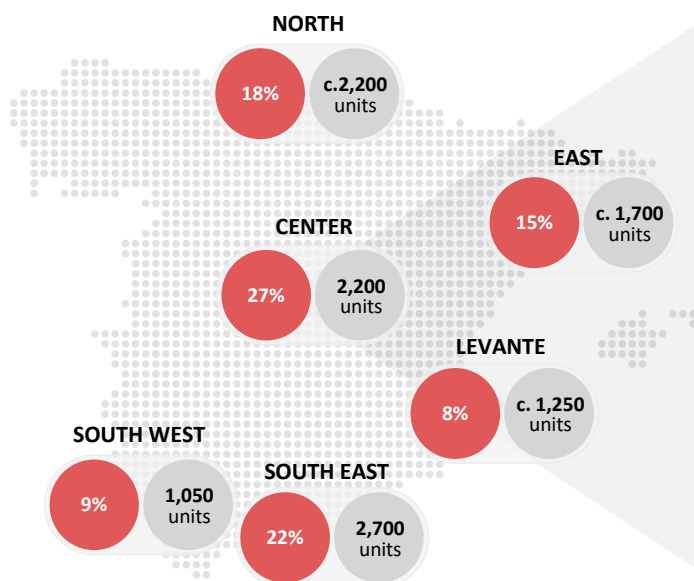 NORTH
18%
c.2,200
units
EAST
15%
c. 1,700
units
CENTER
27%
2,200
units
LEVANTE
8%
c. 1,250
units
SOUTH WEST
9%
1,050
units
SOUTH EAST
22%
2,700
units